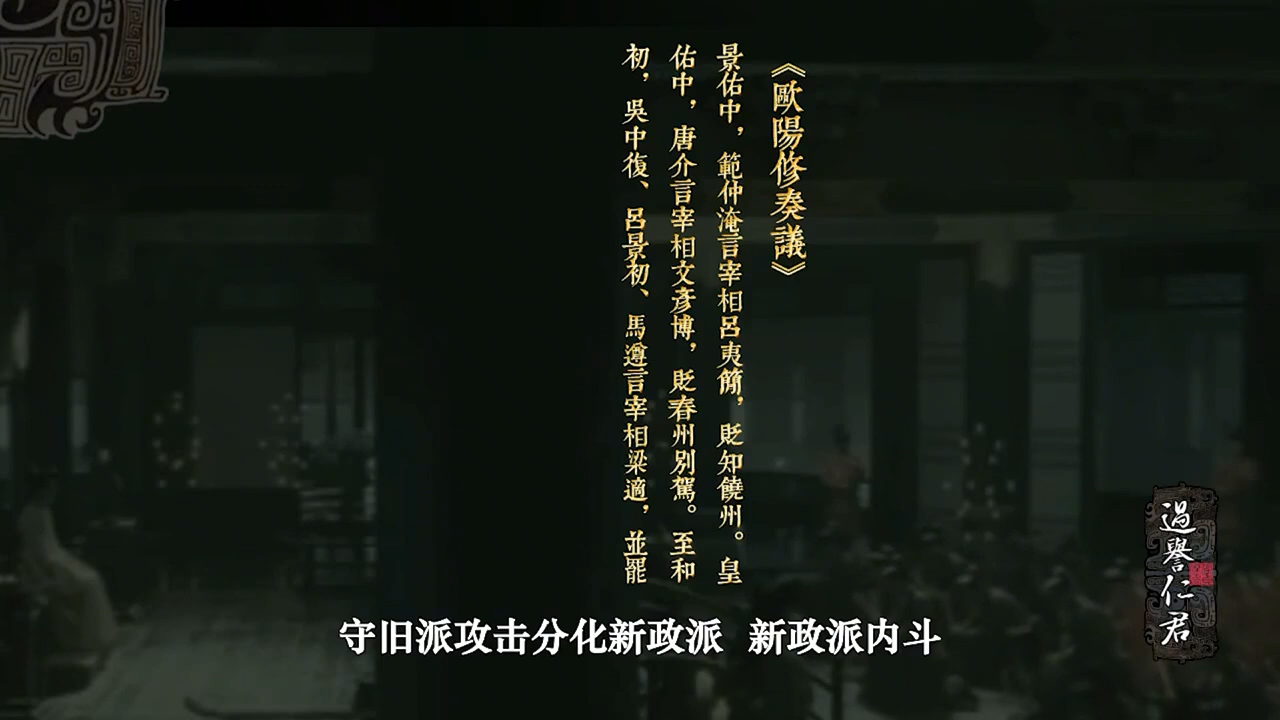 《歐陽修奏議》
景佑中，範仲淹言宰相呂夷簡，貶知饒州。皇
佑中，唐介言宰相文彥博，貶春州別駕。至和
初，吳中復、呂景初、馬遵言宰相梁適，並罷
守旧派攻击分化新政派 新政派内斗
過譽仁君